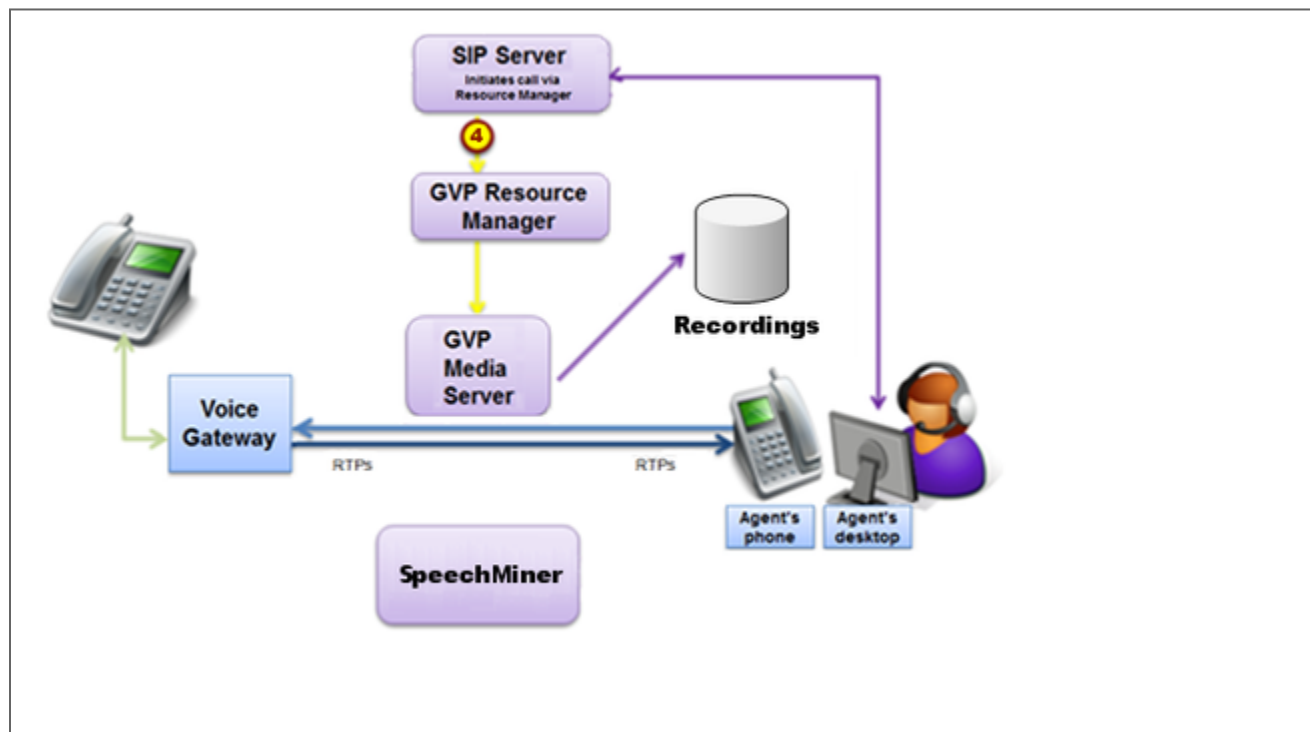 SIP Server
Initiates call via
Resource Manager
4
GVP Resource
Manager
Recordings
GVP
Media
Server
Voice
Gateway
RTPs
RTPs
Agent's
phone
Agent's
desktop
SpeechMiner